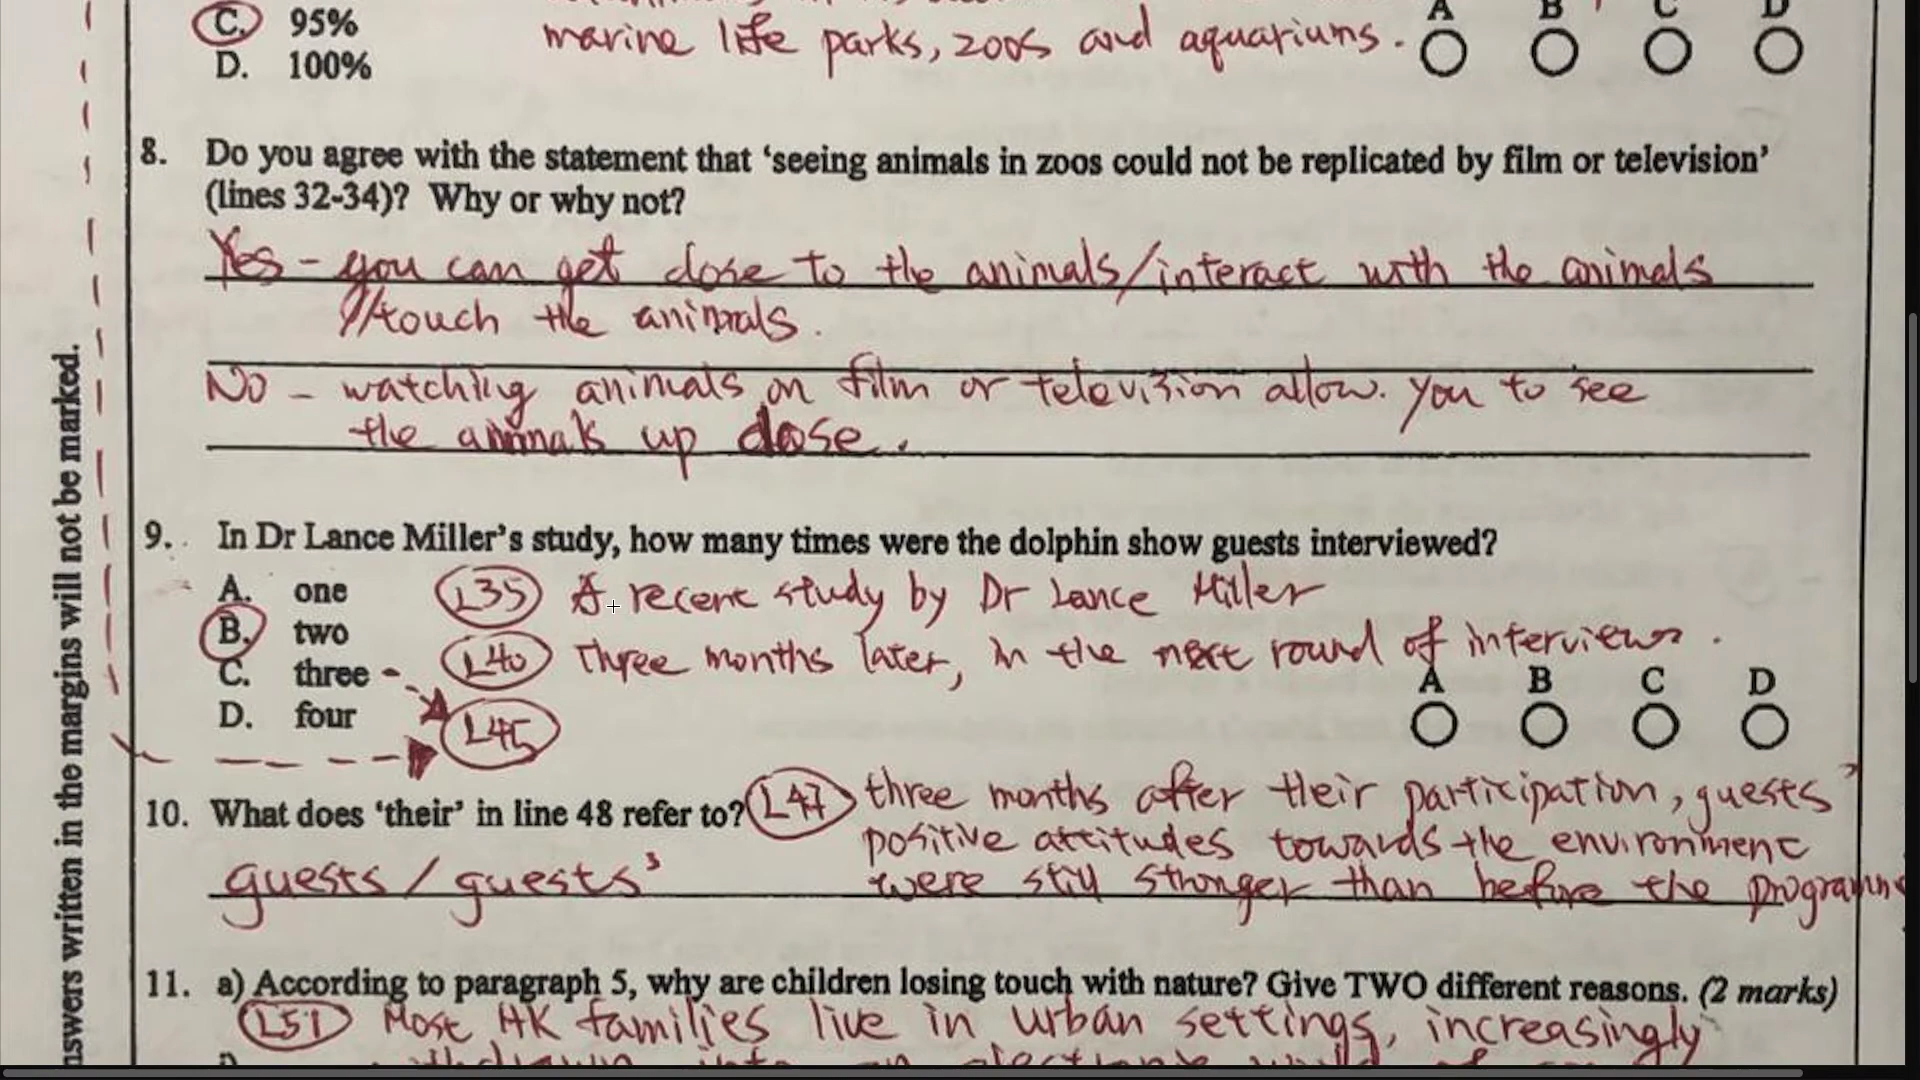 C. 95%
marine life parks, zoos and aquariums.
A B C D
D. 100%
8. Do you agree with the statement that ‘seeing animals in zoos could not be replicated by film or television’
(lines 32-34)? Why or why not?
Yes - you can get close to the animals/interact with the animals
/touch the animals.
No - watching animals on film or television allow. you to see
the animals up close.
9. In Dr Lance Miller’s study, how many times were the dolphin show guests interviewed?
A. one
L35 A recent study by Dr Lance Miller
B. two
L40 Three months later, in the next round of interviews.
C. three
A B C D
D. four
L45
10. What does ‘their’ in line 48 refer to?
L47 three months after their participation, guests’
positive attitudes towards the environment
were still stronger than before the programme
guests / guests’
11. a) According to paragraph 5, why are children losing touch with nature? Give TWO different reasons. (2 marks)
L51 Most HK families live in urban settings, increasingly
written in the margins will not be marked.